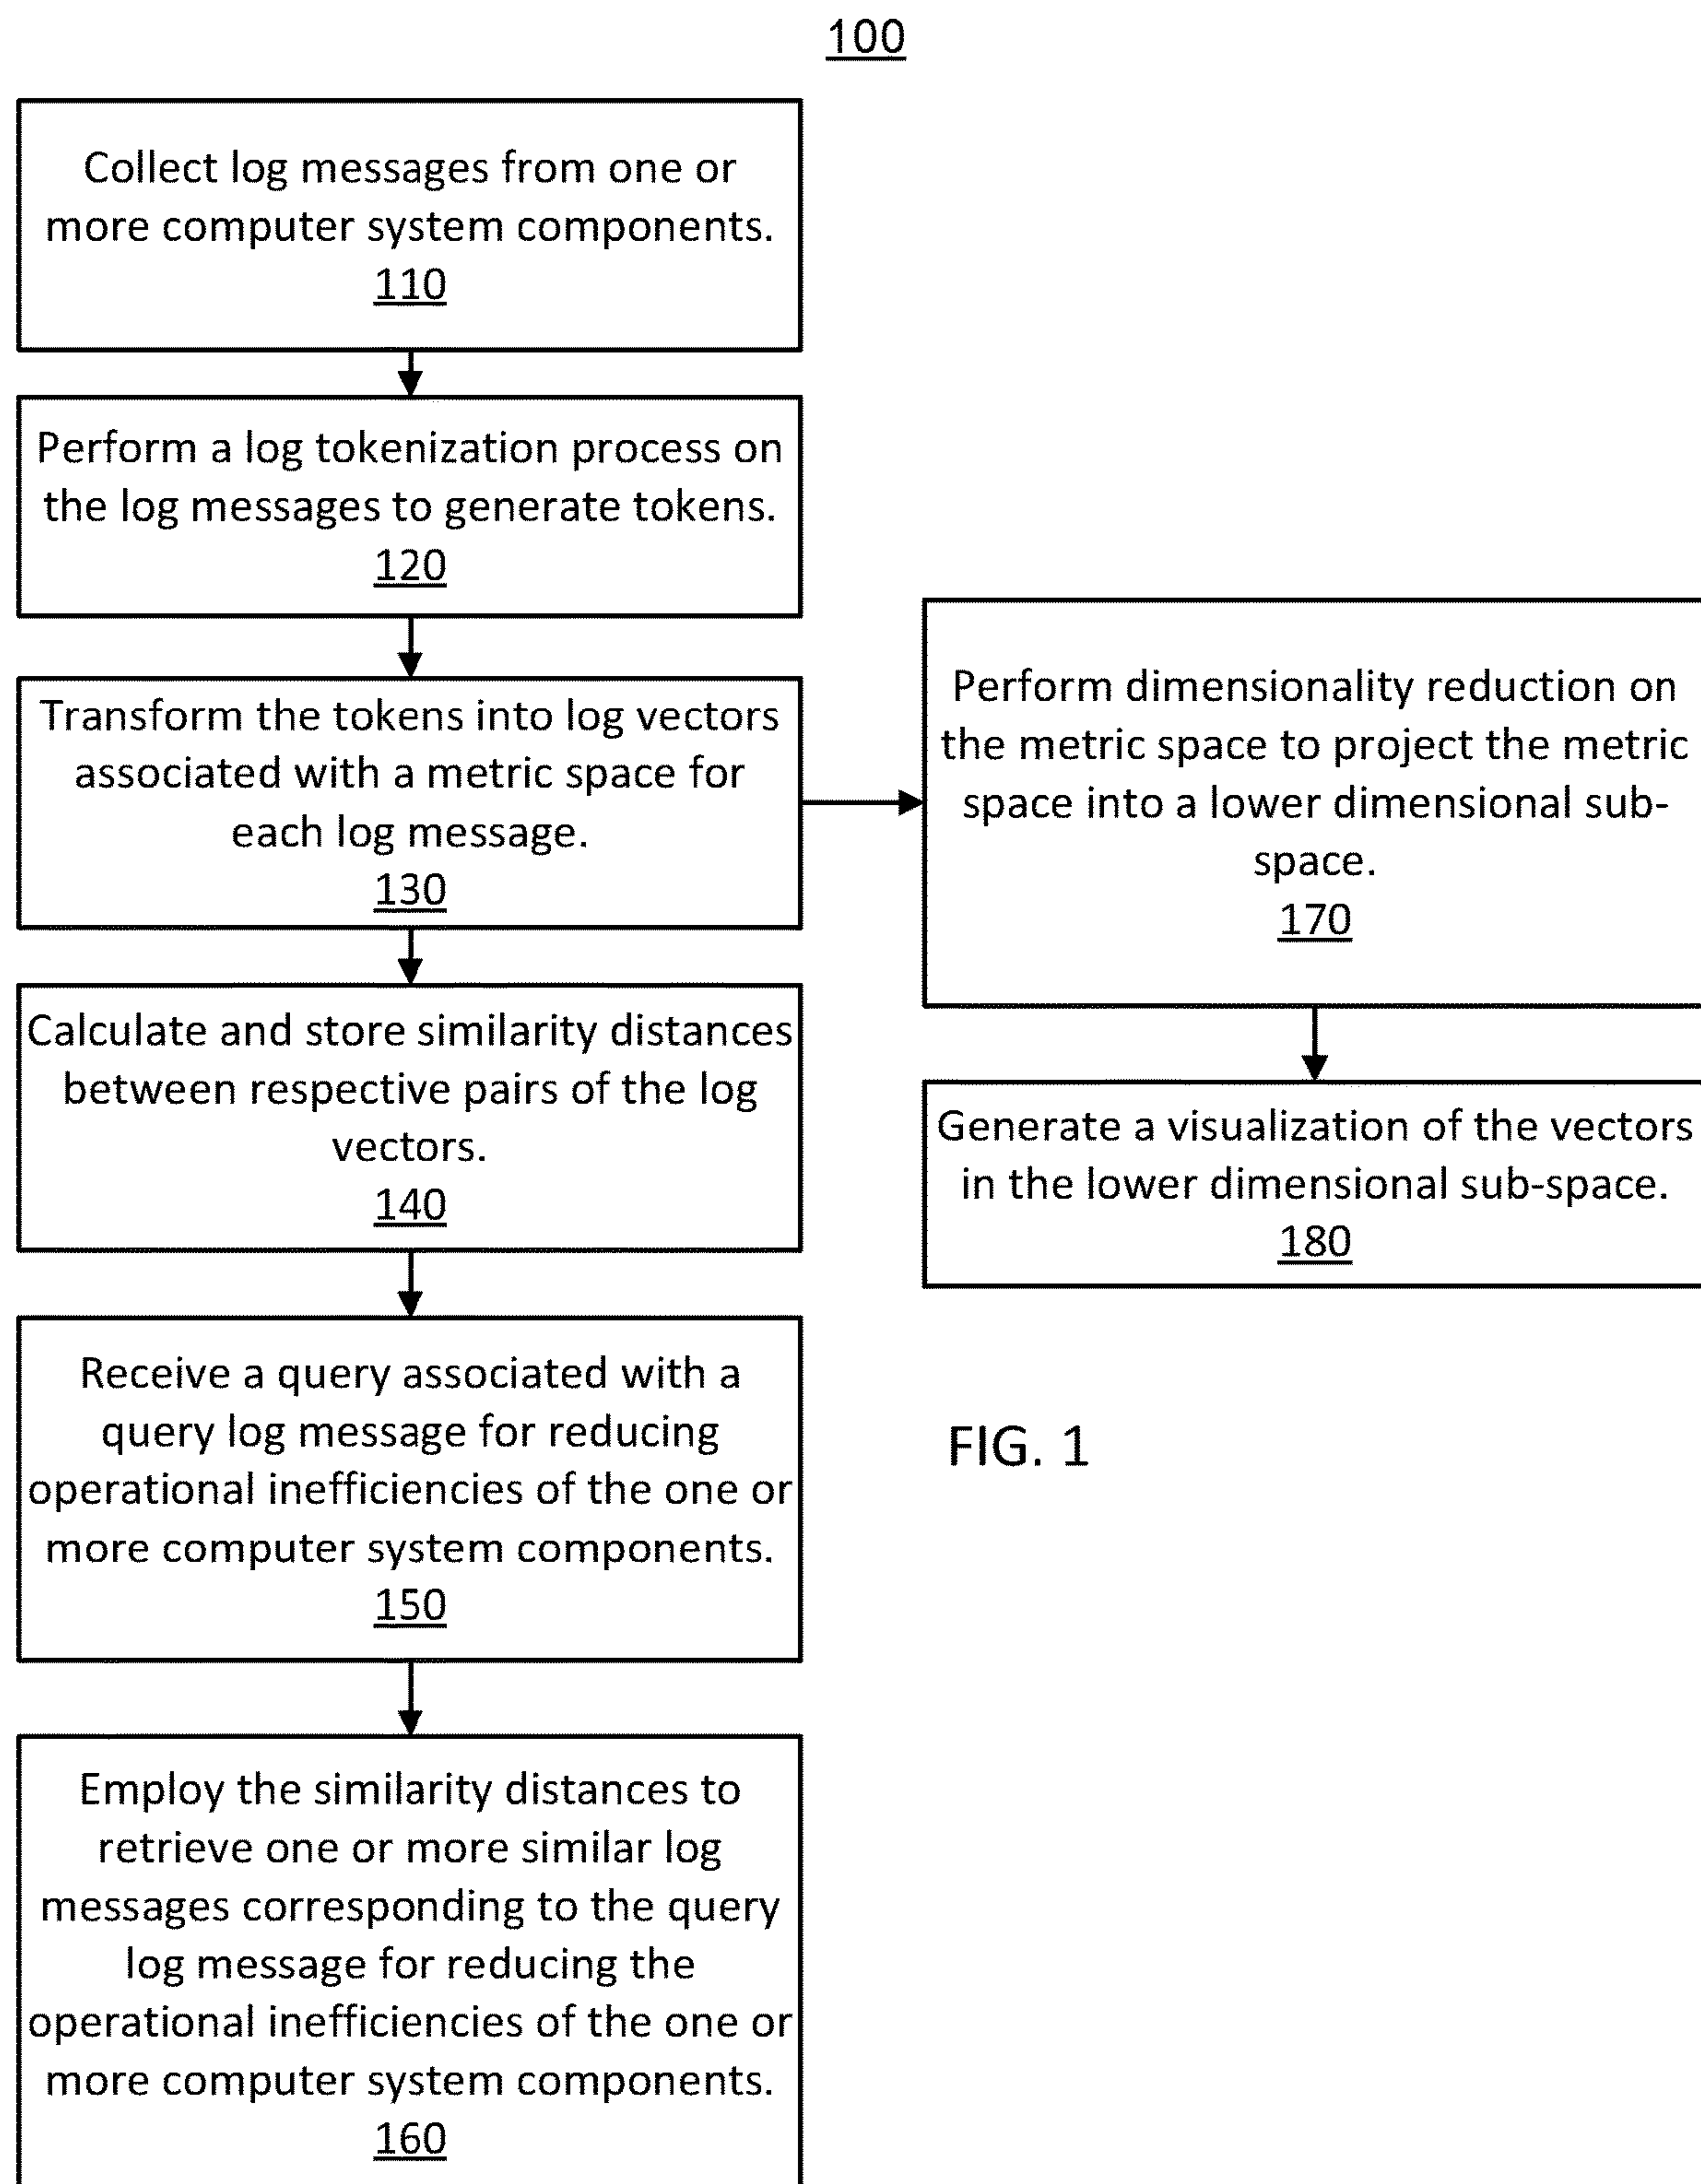 100
Collect log messages from one or
more computer system components.
110
Perform a log tokenization process on
the log messages to generate tokens.
120
Transform the tokens into log vectors
associated with a metric space for
each log message.
130
Calculate and store similarity distances
between respective pairs of the log
vectors.
140
Receive a query associated with a
query log message for reducing
operational inefficiencies of the one or
more computer system components.
150
Employ the similarity distances to
retrieve one or more similar log
messages corresponding to the query
log message for reducing the
operational inefficiencies of the one or
more computer system components.
160
Perform dimensionality reduction on
the metric space to project the metric
space into a lower dimensional sub-
space.
170
Generate a visualization of the vectors
in the lower dimensional sub-space.
180
FIG. 1